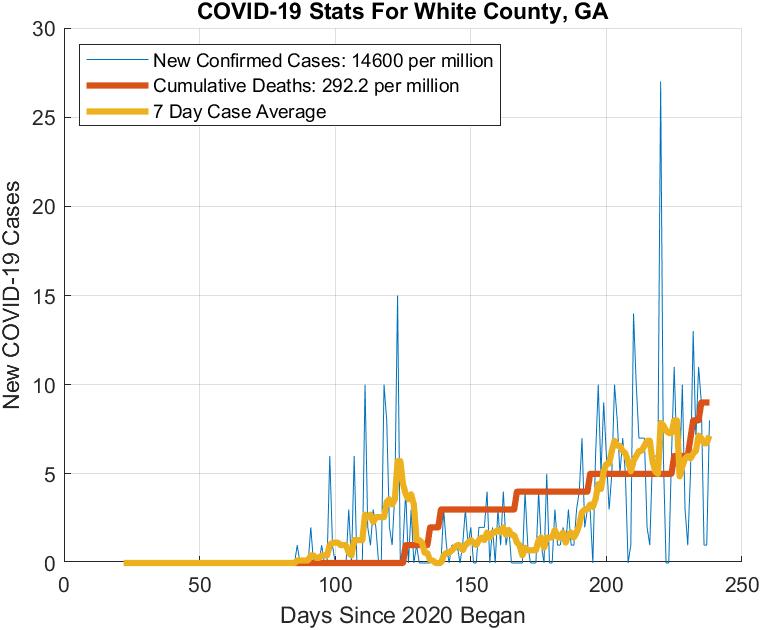 COVID-19 Stats For White County, GA
New Confirmed Cases: 14600 per million
Cumulative Deaths: 292.2 per million
7 Day Case Average
New COVID-19 Cases
30
25
20
15
10
5
0
0 50 100 150 200 250
Days Since 2020 Began